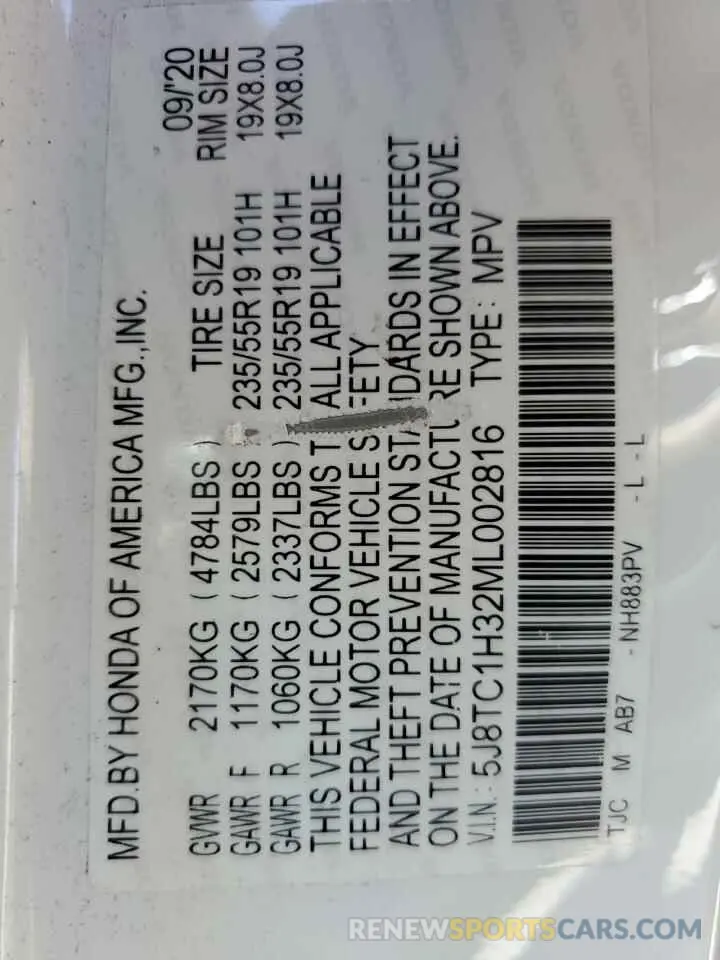 MFD.BY HONDA OF AMERICA MFG.,INC.
09/'20
GVWR 2170KG (4784LBS) TIRE SIZE RIM SIZE
GAWR F 1170KG (2579LBS) 235/55R19 101H 19X8.0J
GAWR R 1060KG (2337LBS) 235/55R19 101H 19X8.0J
THIS VEHICLE CONFORMS T ALL APPLICABLE
FEDERAL MOTOR VEHICLE S FETY
AND THEFT PREVENTION STA DARDS IN EFFECT
ON THE DATE OF MANUFACTU RE SHOWN ABOVE.
V.I.N.: 5J8TC1H32ML002816 TYPE: MPV
TJC M AB7 -NH883PV -L -L
RENEWSPORTSCARS.COM